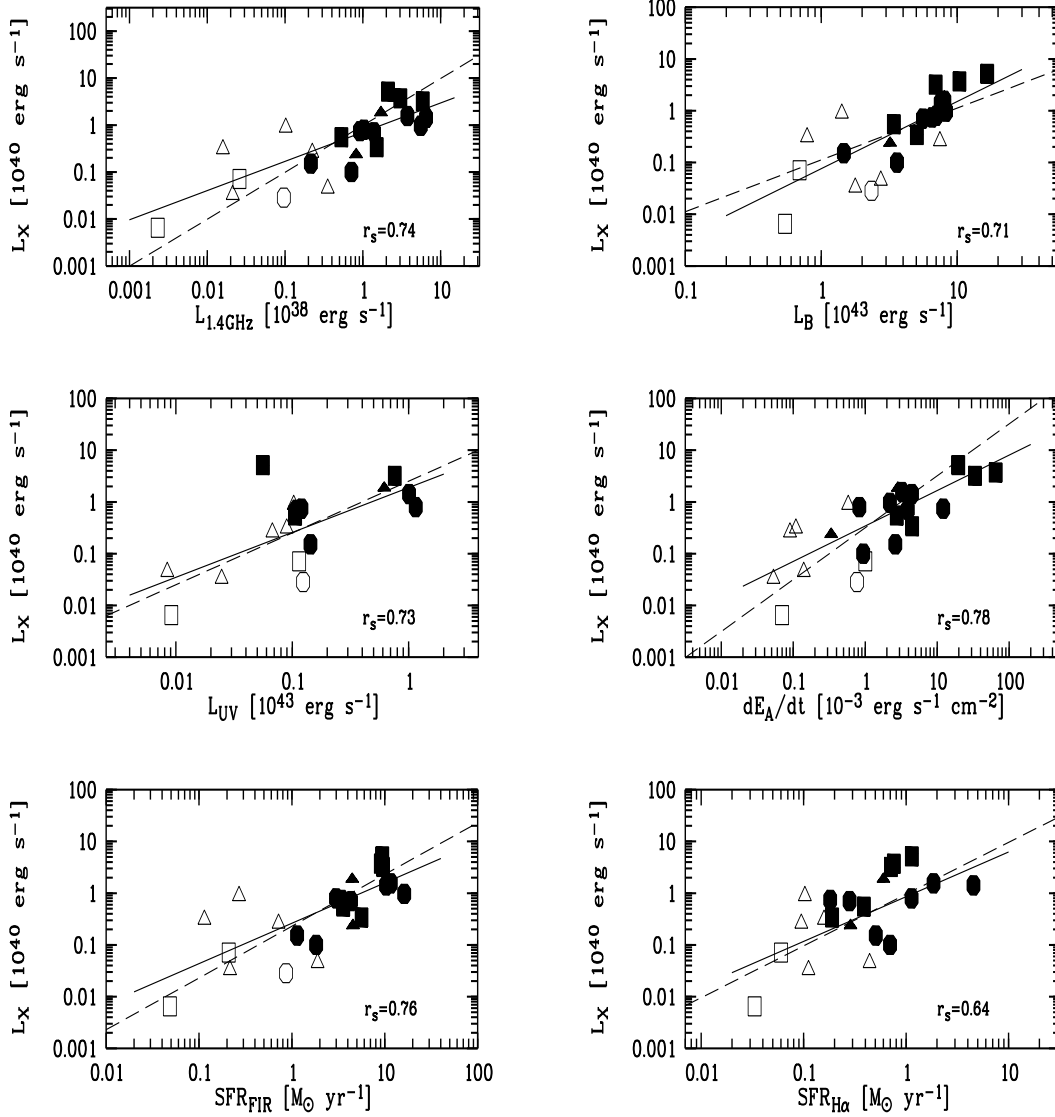 100
10
1
0.1
0.01
0.001
L_X [10^40 erg s^−1]
r_s=0.74
0.001 0.01 0.1 1 10
L_1.4GHz [10^38 erg s^−1]
100
10
1
0.1
0.01
0.001
L_X [10^40 erg s^−1]
r_s=0.71
0.1 1 10
L_B [10^43 erg s^−1]
100
10
1
0.1
0.01
0.001
L_X [10^40 erg s^−1]
r_s=0.73
0.01 0.1 1
L_UV [10^43 erg s^−1]
100
10
1
0.1
0.01
0.001
L_X [10^40 erg s^−1]
r_s=0.78
0.01 0.1 1 10 100
dE_A/dt [10^−3 erg s^−1 cm^−2]
100
10
1
0.1
0.01
0.001
L_X [10^40 erg s^−1]
r_s=0.76
0.01 0.1 1 10 100
SFR_FIR [M_⊙ yr^−1]
100
10
1
0.1
0.01
0.001
L_X [10^40 erg s^−1]
r_s=0.64
0.01 0.1 1 10
SFR_Hα [M_⊙ yr^−1]